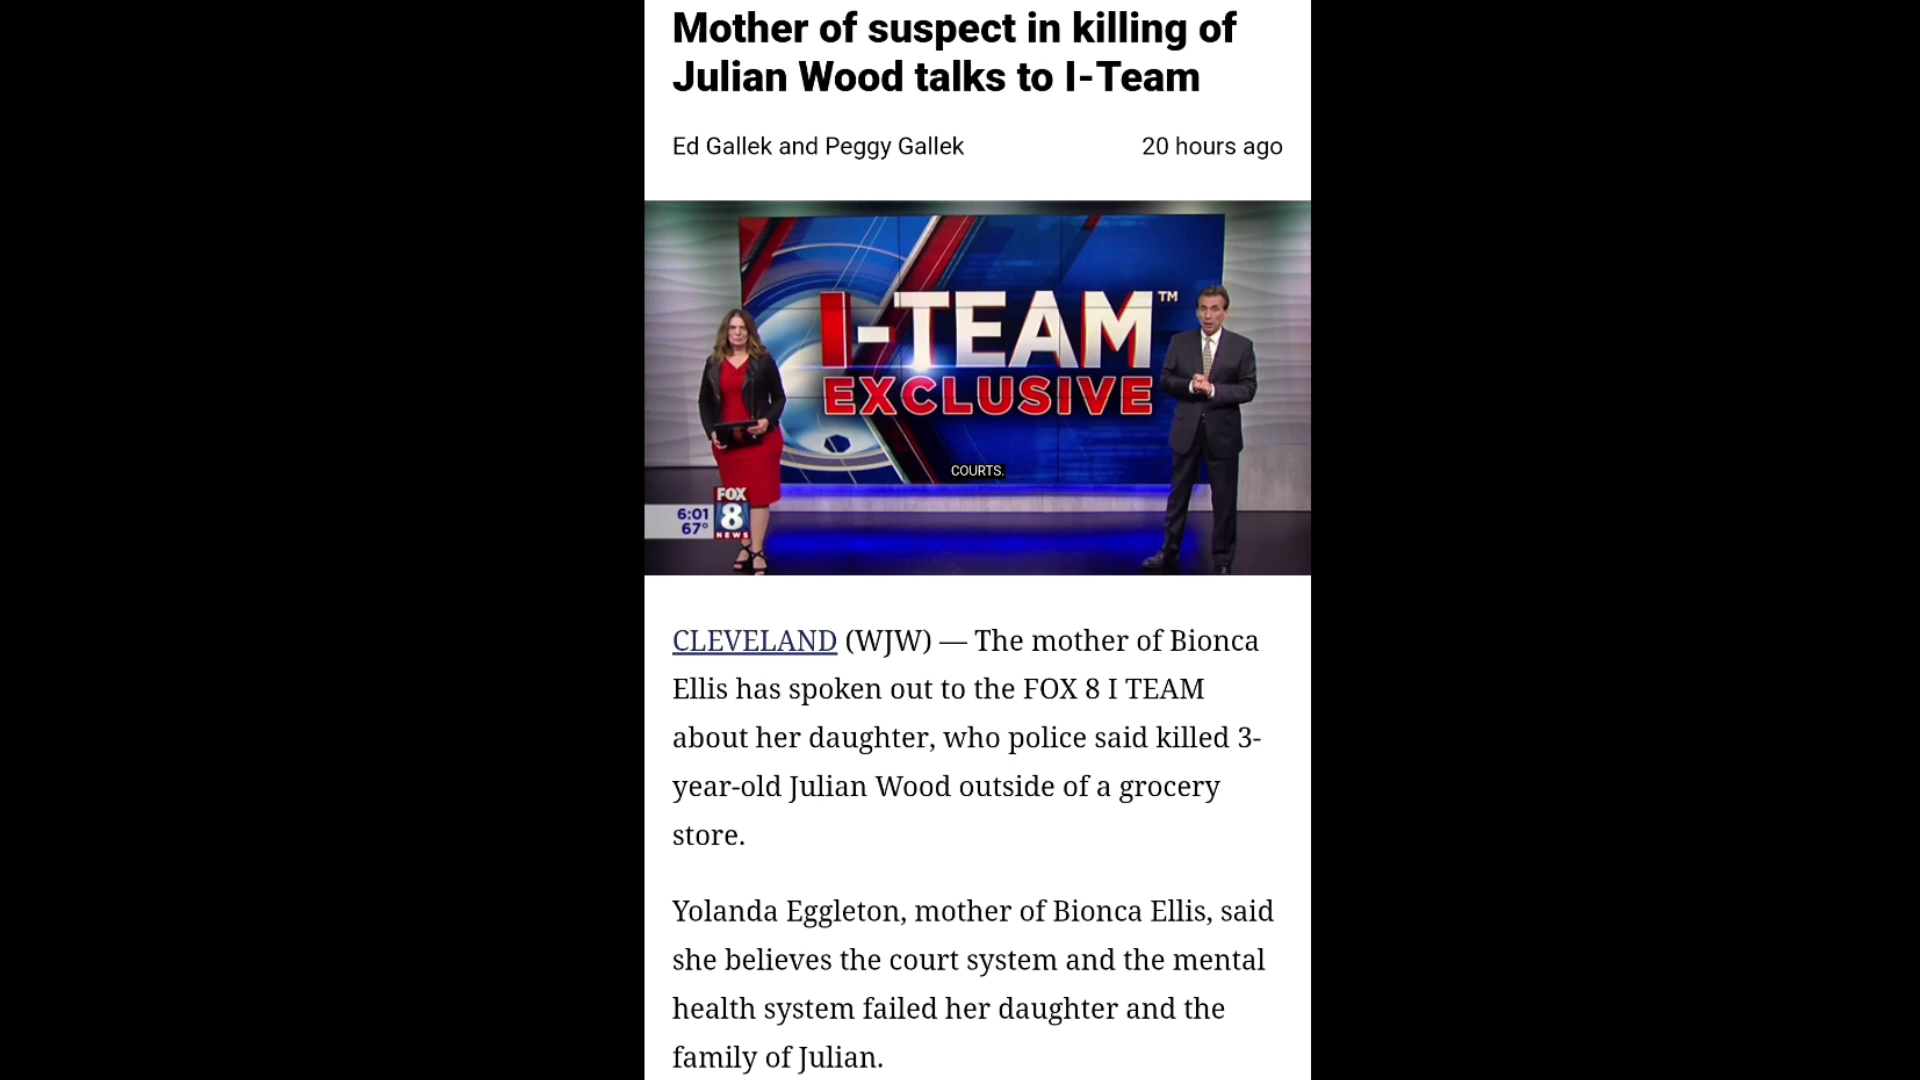 Mother of suspect in killing of
Julian Wood talks to I-Team
Ed Gallek and Peggy Gallek
20 hours ago
I-TEAM™
EXCLUSIVE
COURTS.
FOX
8
NEWS
6:01
67°
CLEVELAND (WJW) — The mother of Bionca
Ellis has spoken out to the FOX 8 I TEAM
about her daughter, who police said killed 3-
year-old Julian Wood outside of a grocery
store.
Yolanda Eggleton, mother of Bionca Ellis, said
she believes the court system and the mental
health system failed her daughter and the
family of Julian.